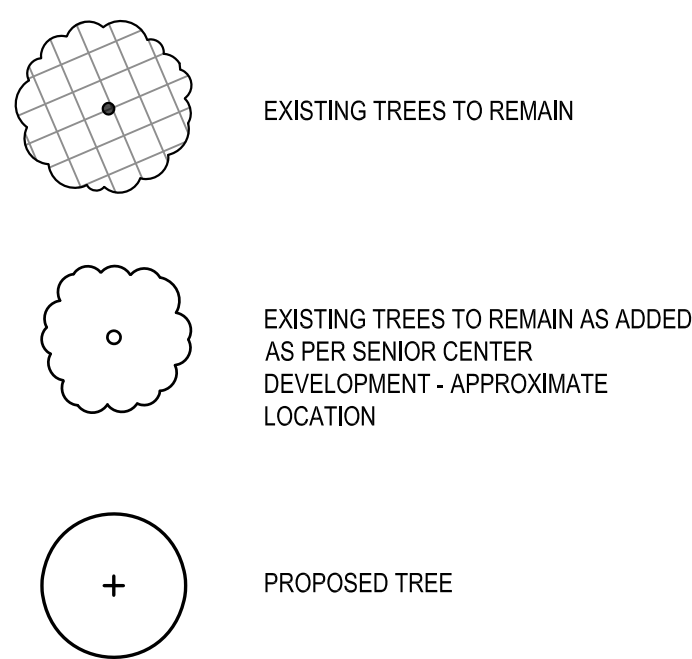 EXISTING TREES TO REMAIN
EXISTING TREES TO REMAIN AS ADDED
AS PER SENIOR CENTER
DEVELOPMENT - APPROXIMATE
LOCATION
PROPOSED TREE